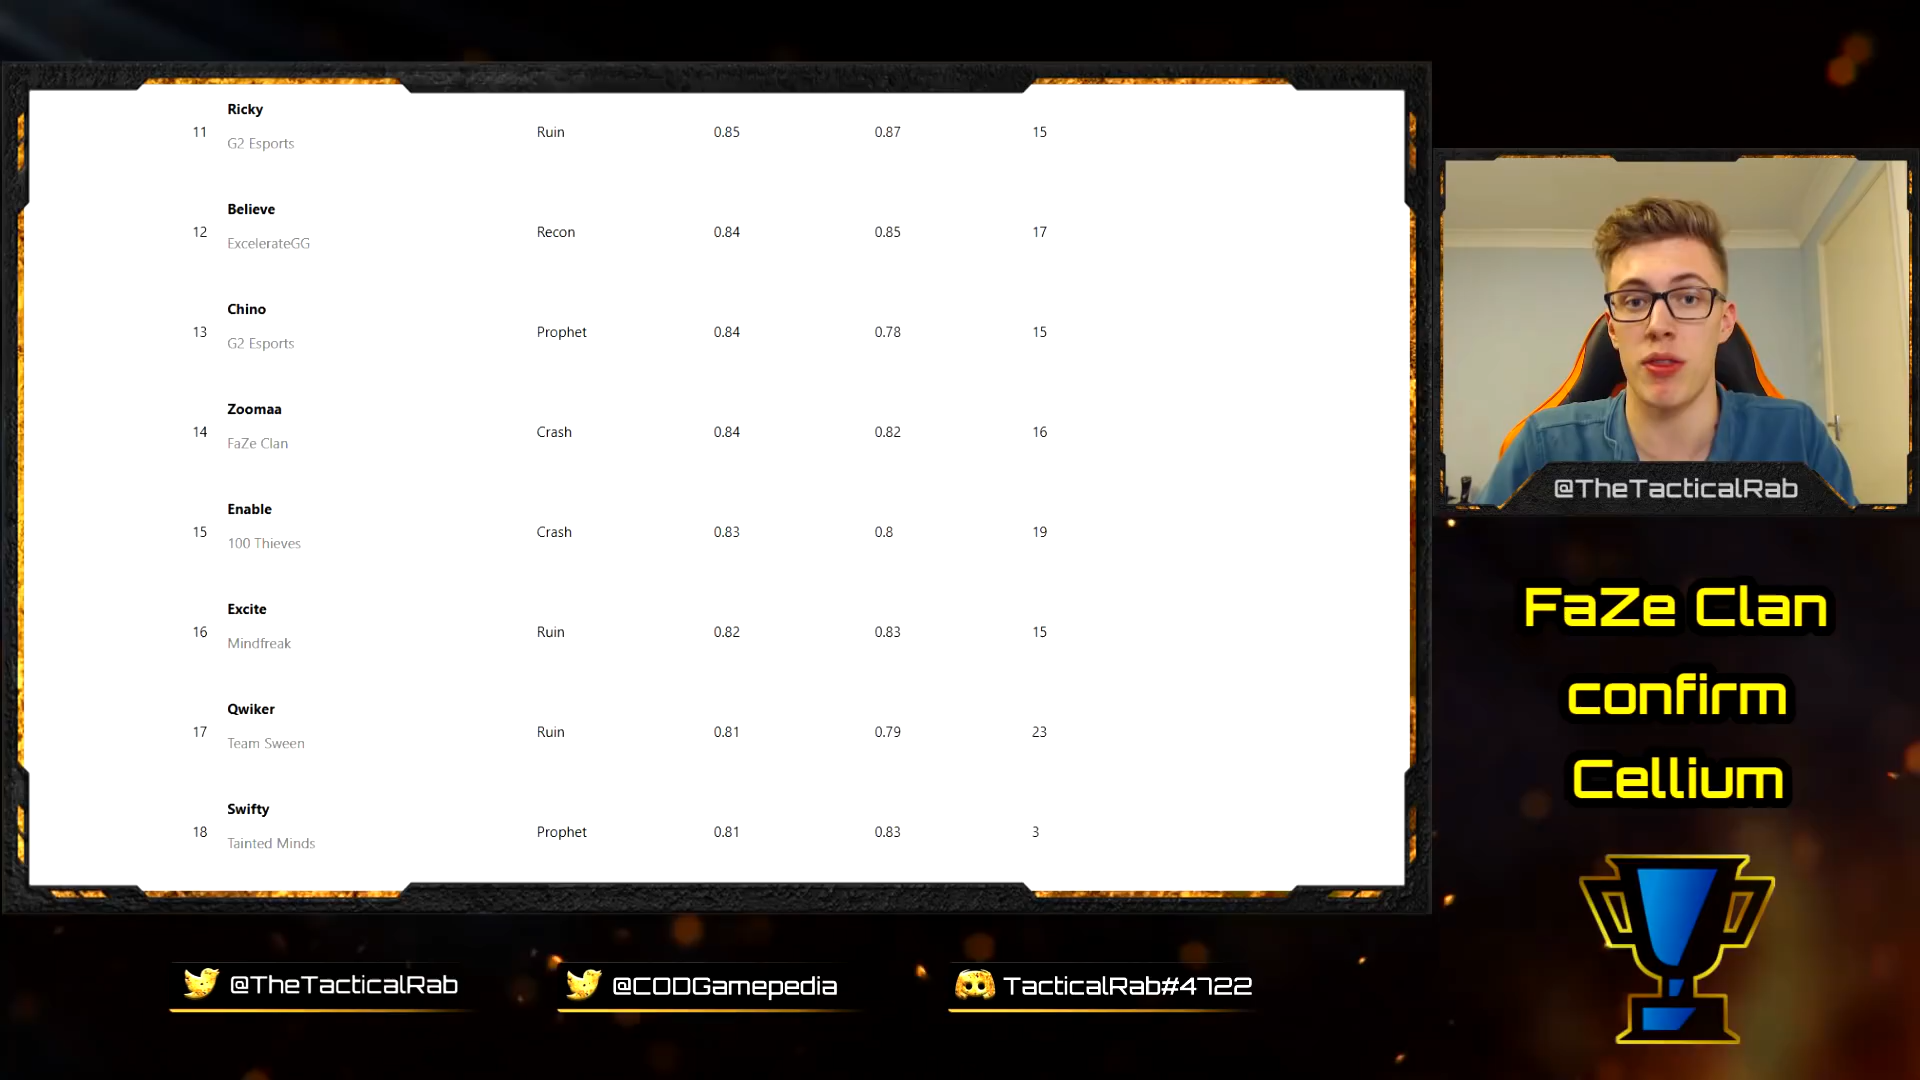 Ricky
11 Ruin 0.85 0.87 15
G2 Esports
Believe
12 Recon 0.84 0.85 17
ExcelerateGG
Chino
13 Prophet 0.84 0.78 15
G2 Esports
Zoomaa
14 Crash 0.84 0.82 16
FaZe Clan
Enable
15 Crash 0.83 0.8 19
100 Thieves
Excite
16 Ruin 0.82 0.83 15
Mindfreak
Qwiker
17 Ruin 0.81 0.79 23
Team Sween
Swifty
18 Prophet 0.81 0.83 3
Tainted Minds
@TheTacticalRab
FaZe Clan
confirm
Cellium
@TheTacticalRab
@CODGamepedia
TacticalRab#4722